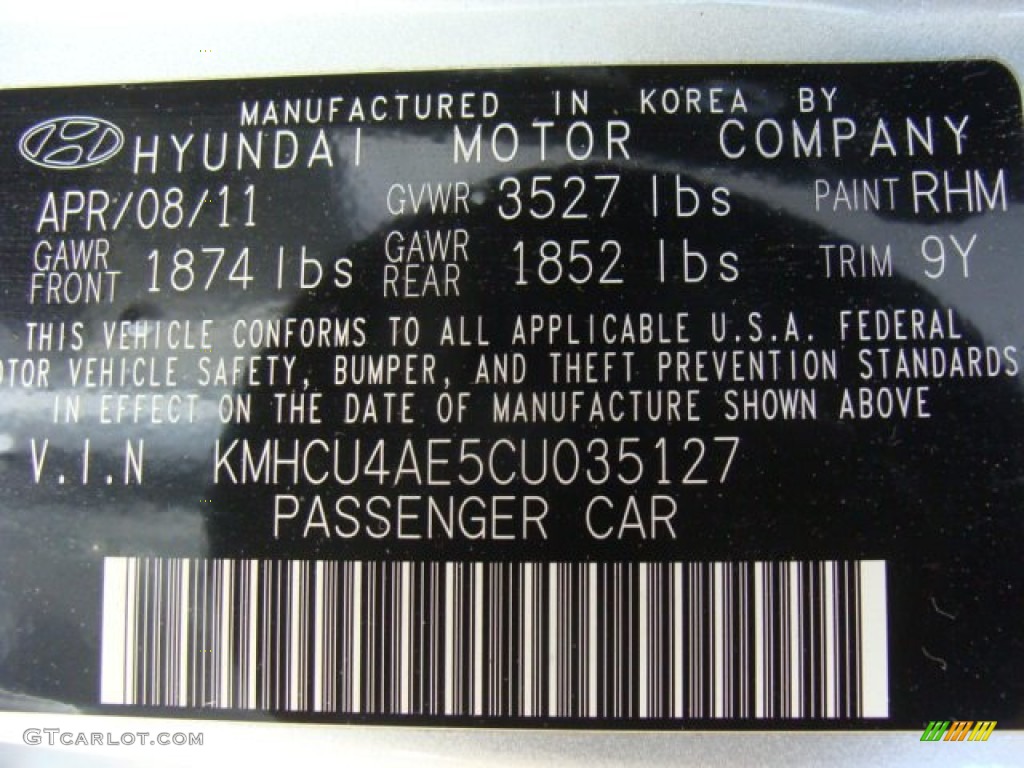 MANUFACTURED IN KOREA BY
HYUNDAI MOTOR COMPANY
APR/08/11 GVWR 3527 lbs PAINT RHM
GAWR FRONT 1874 lbs GAWR REAR 1852 lbs TRIM 9Y
THIS VEHICLE CONFORMS TO ALL APPLICABLE U.S.A. FEDERAL
OTOR VEHICLE SAFETY, BUMPER, AND THEFT PREVENTION STANDARDS
IN EFFECT ON THE DATE OF MANUFACTURE SHOWN ABOVE
V.I.N KMHCU4AE5CU035127
PASSENGER CAR
GTCarlot.com